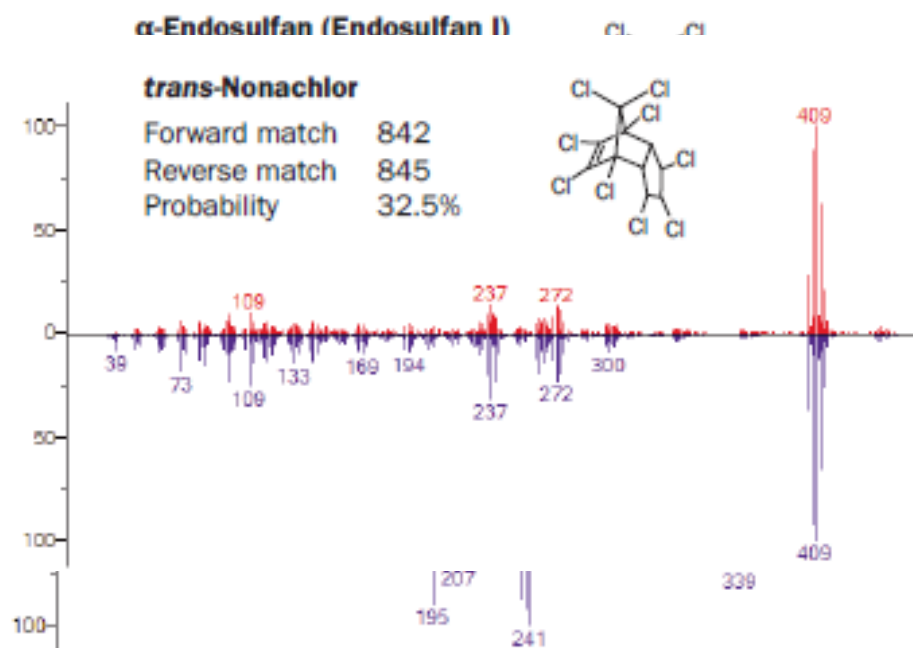 α-Endosulfan (Endosulfan I)
Cl Cl
trans-Nonachlor
Forward match 842
Reverse match 845
Probability 32.5%
Cl Cl
Cl
Cl
Cl
Cl Cl
Cl Cl
100
409
50
109 237 272
0
39 73 109 133 169 194 237 272 300
50
100
409
207 339
195
100
241